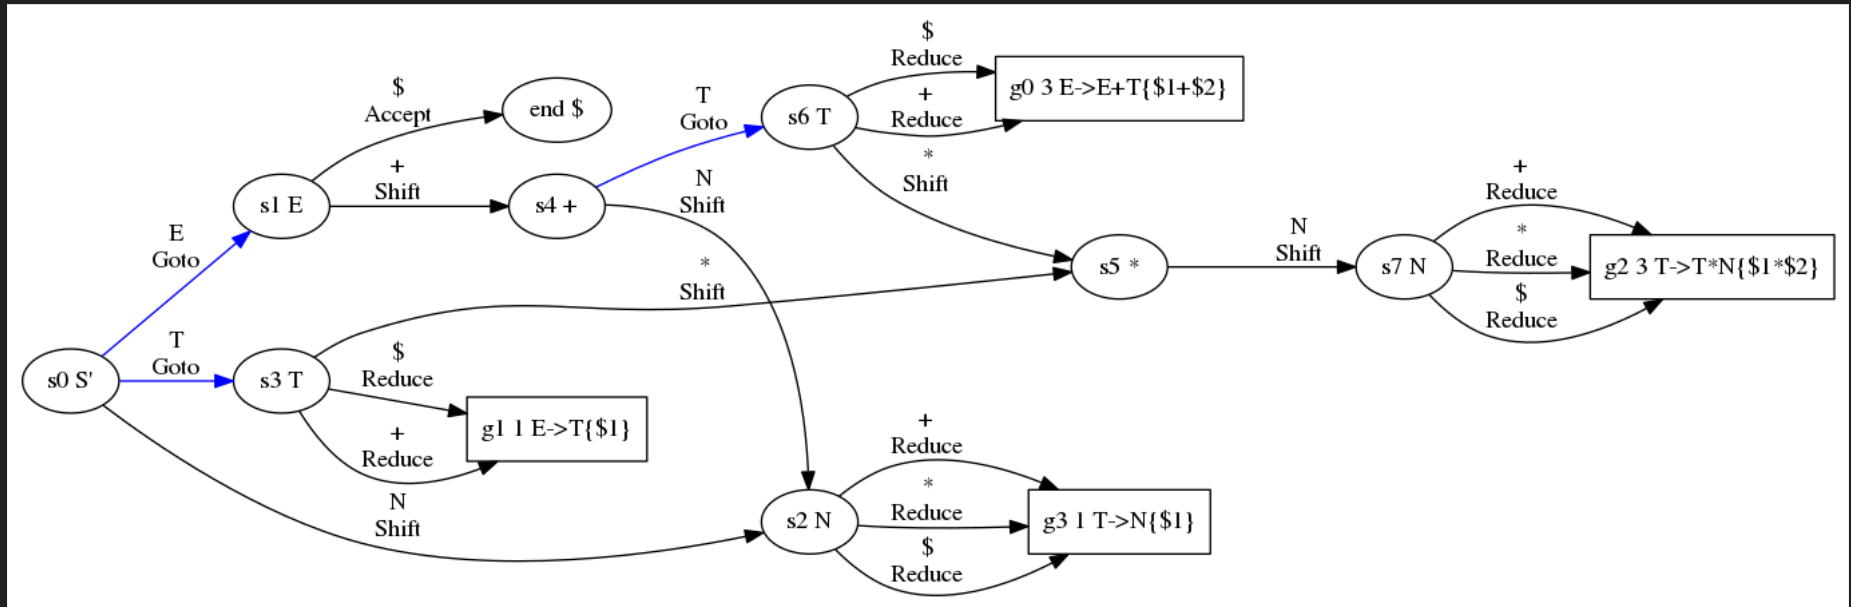 $
Reduce
g0 3 E->E+T{$1+$2}
$
Accept
end $
T
Goto
s6 T
+
Reduce
*
Shift
+
Shift
s1 E
s4 +
N
Shift
+
Reduce
E
Goto
*
Shift
s5 *
N
Shift
s7 N
*
Reduce
g2 3 T->T*N{$1*$2}
$
Reduce
s0 S'
T
Goto
s3 T
$
Reduce
g1 1 E->T{$1}
+
Reduce
N
Shift
+
Reduce
s2 N
*
Reduce
g3 1 T->N{$1}
$
Reduce